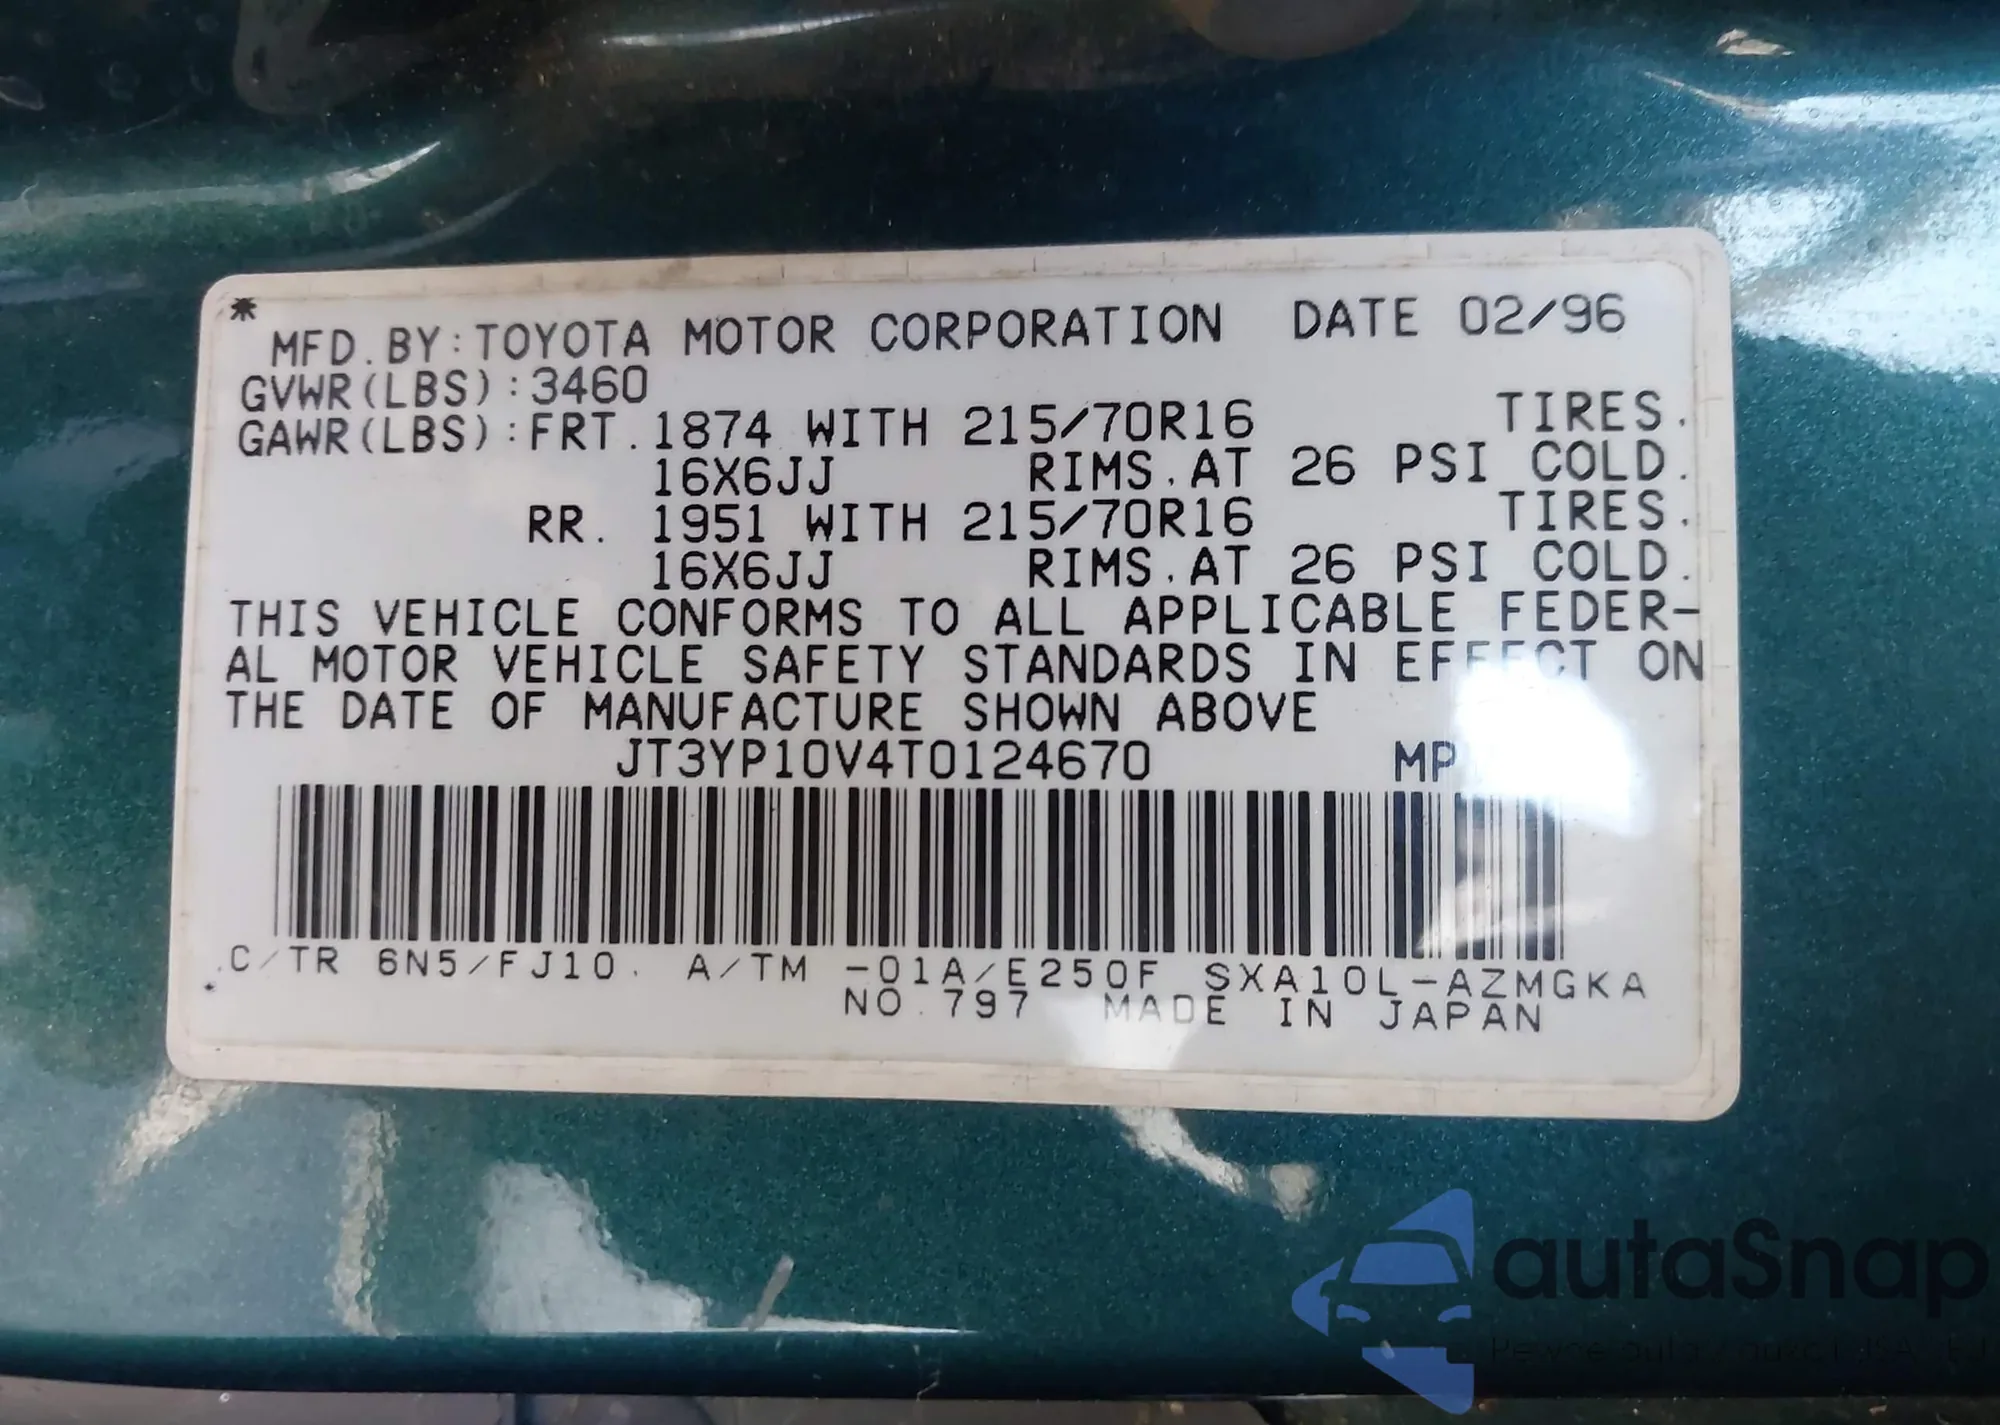 *
MFD.BY:TOYOTA MOTOR CORPORATION DATE 02/96
GVWR(LBS):3460
GAWR(LBS):FRT.1874 WITH 215/70R16 TIRES.
16X6JJ RIMS.AT 26 PSI COLD.
RR. 1951 WITH 215/70R16 TIRES.
16X6JJ RIMS.AT 26 PSI COLD.
THIS VEHICLE CONFORMS TO ALL APPLICABLE FEDER-
AL MOTOR VEHICLE SAFETY STANDARDS IN EFFECT ON
THE DATE OF MANUFACTURE SHOWN ABOVE
JT3YP10V4T0124670
C/TR 6N5/FJ10. A/TM -01A/E250F SXA10L-AZMGKA
NO.797 MADE IN JAPAN
autaSnap